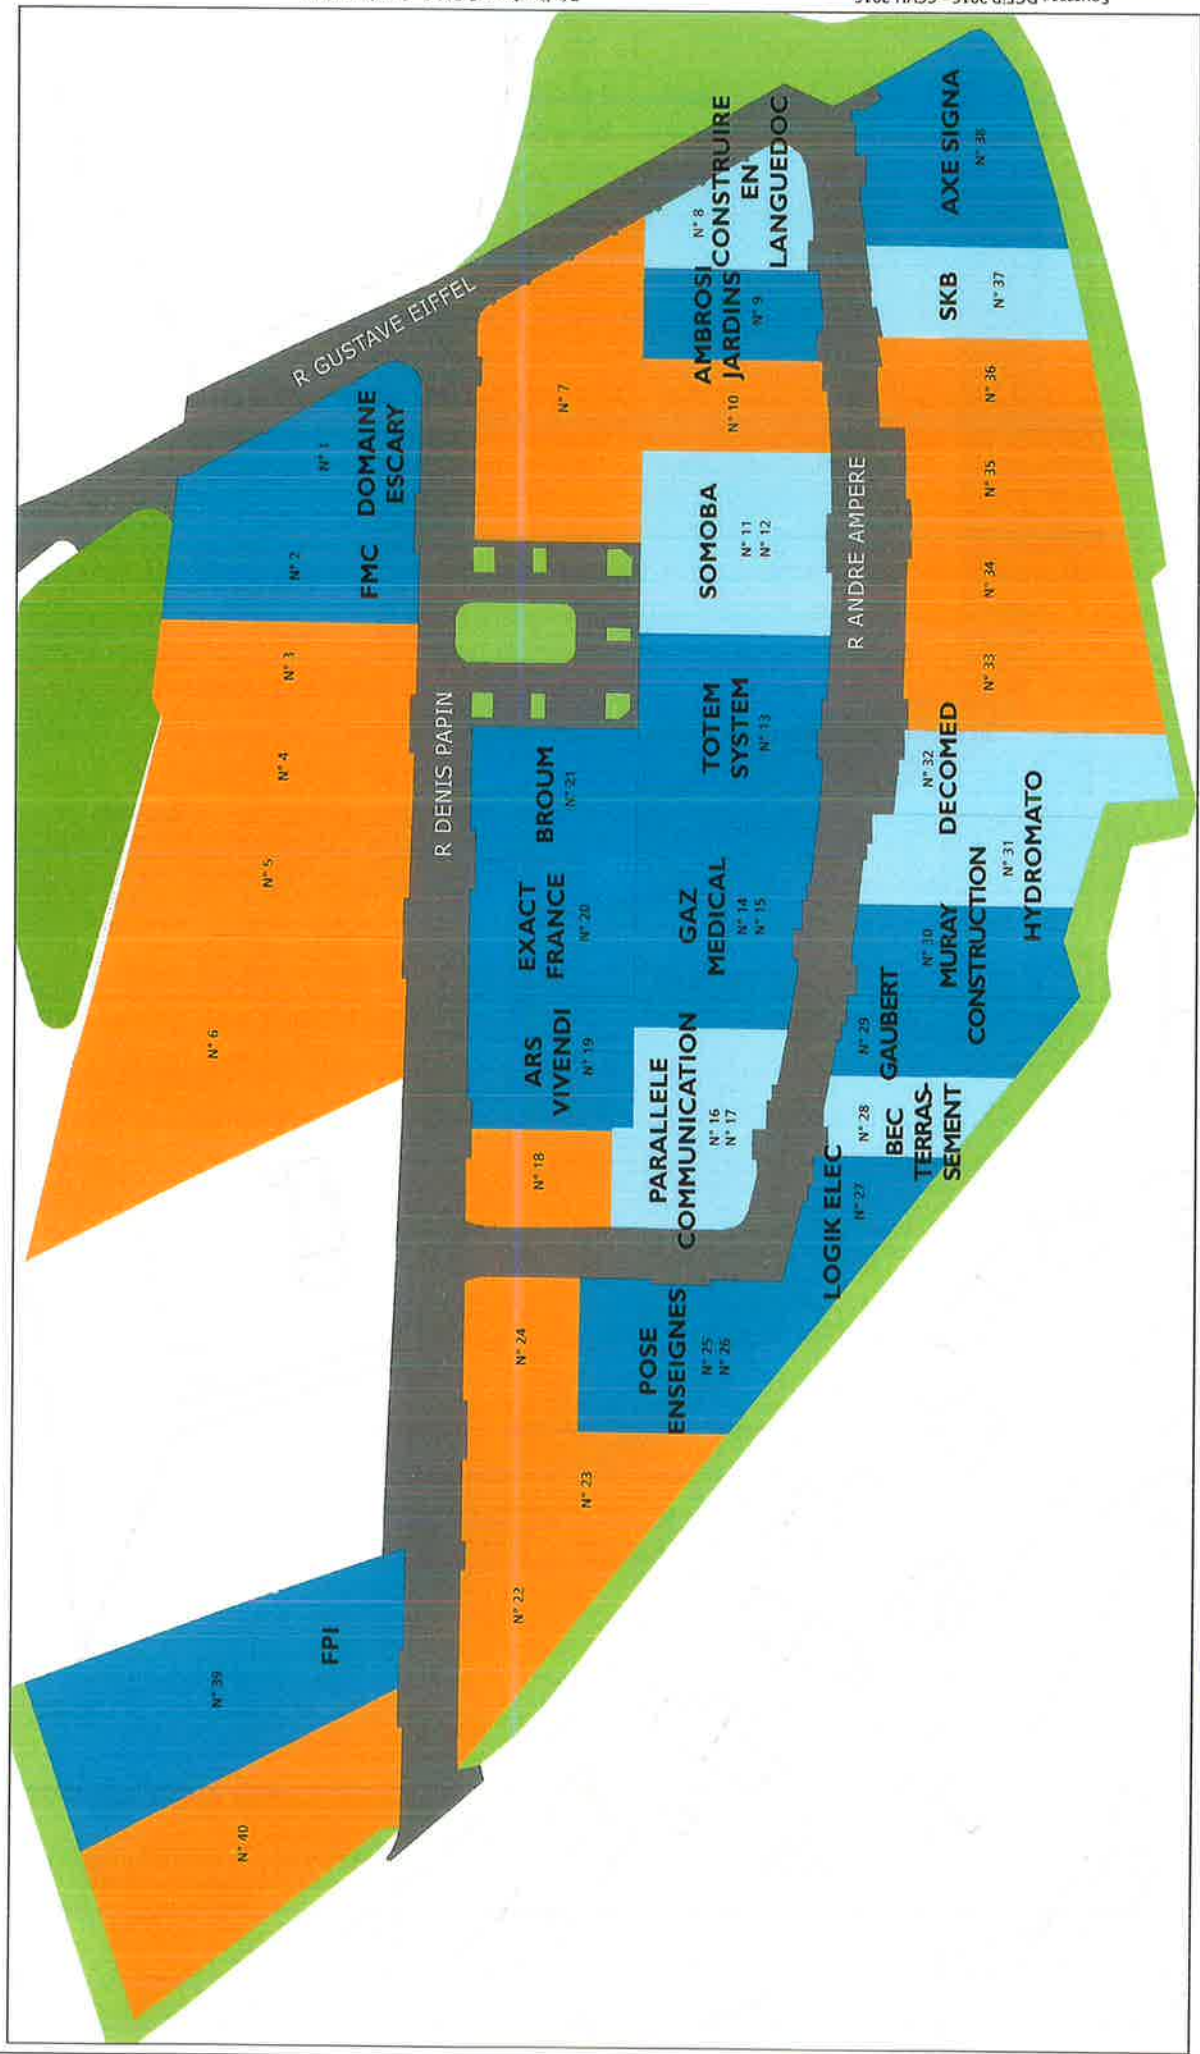 R GUSTAVE EIFFEL
R DENIS PAPIN
R ANDRE AMPERE
N° 1
DOMAINE
ESCARY
N° 2
FMC
N° 3
N° 4
N° 5
N° 6
N° 7
N° 8
CONSTRUIRE
EN
LANGUEDOC
AMBROSI
JARDINS
N° 9
N° 10
SOMOBA
N° 11
N° 12
TOTEM
SYSTEM
N° 13
GAZ
MEDICAL
N° 14
N° 15
PARALLELE
COMMUNICATION
N° 16
N° 17
N° 18
ARS
VIVENDI
N° 19
EXACT
FRANCE
N° 20
BROUM
N° 21
N° 22
N° 23
N° 24
POSE
ENSEIGNES
N° 25
N° 26
LOGIK ELEC
N° 27
N° 28
BEC
TERRAS-
SEMENT
N° 29
GAUBERT
N° 30
MURAY
CONSTRUCTION
N° 31
HYDROMATO
N° 32
DECOMED
N° 33
N° 34
N° 35
N° 36
SKB
N° 37
AXE SIGNA
N° 38
FPI
N° 39
N° 40